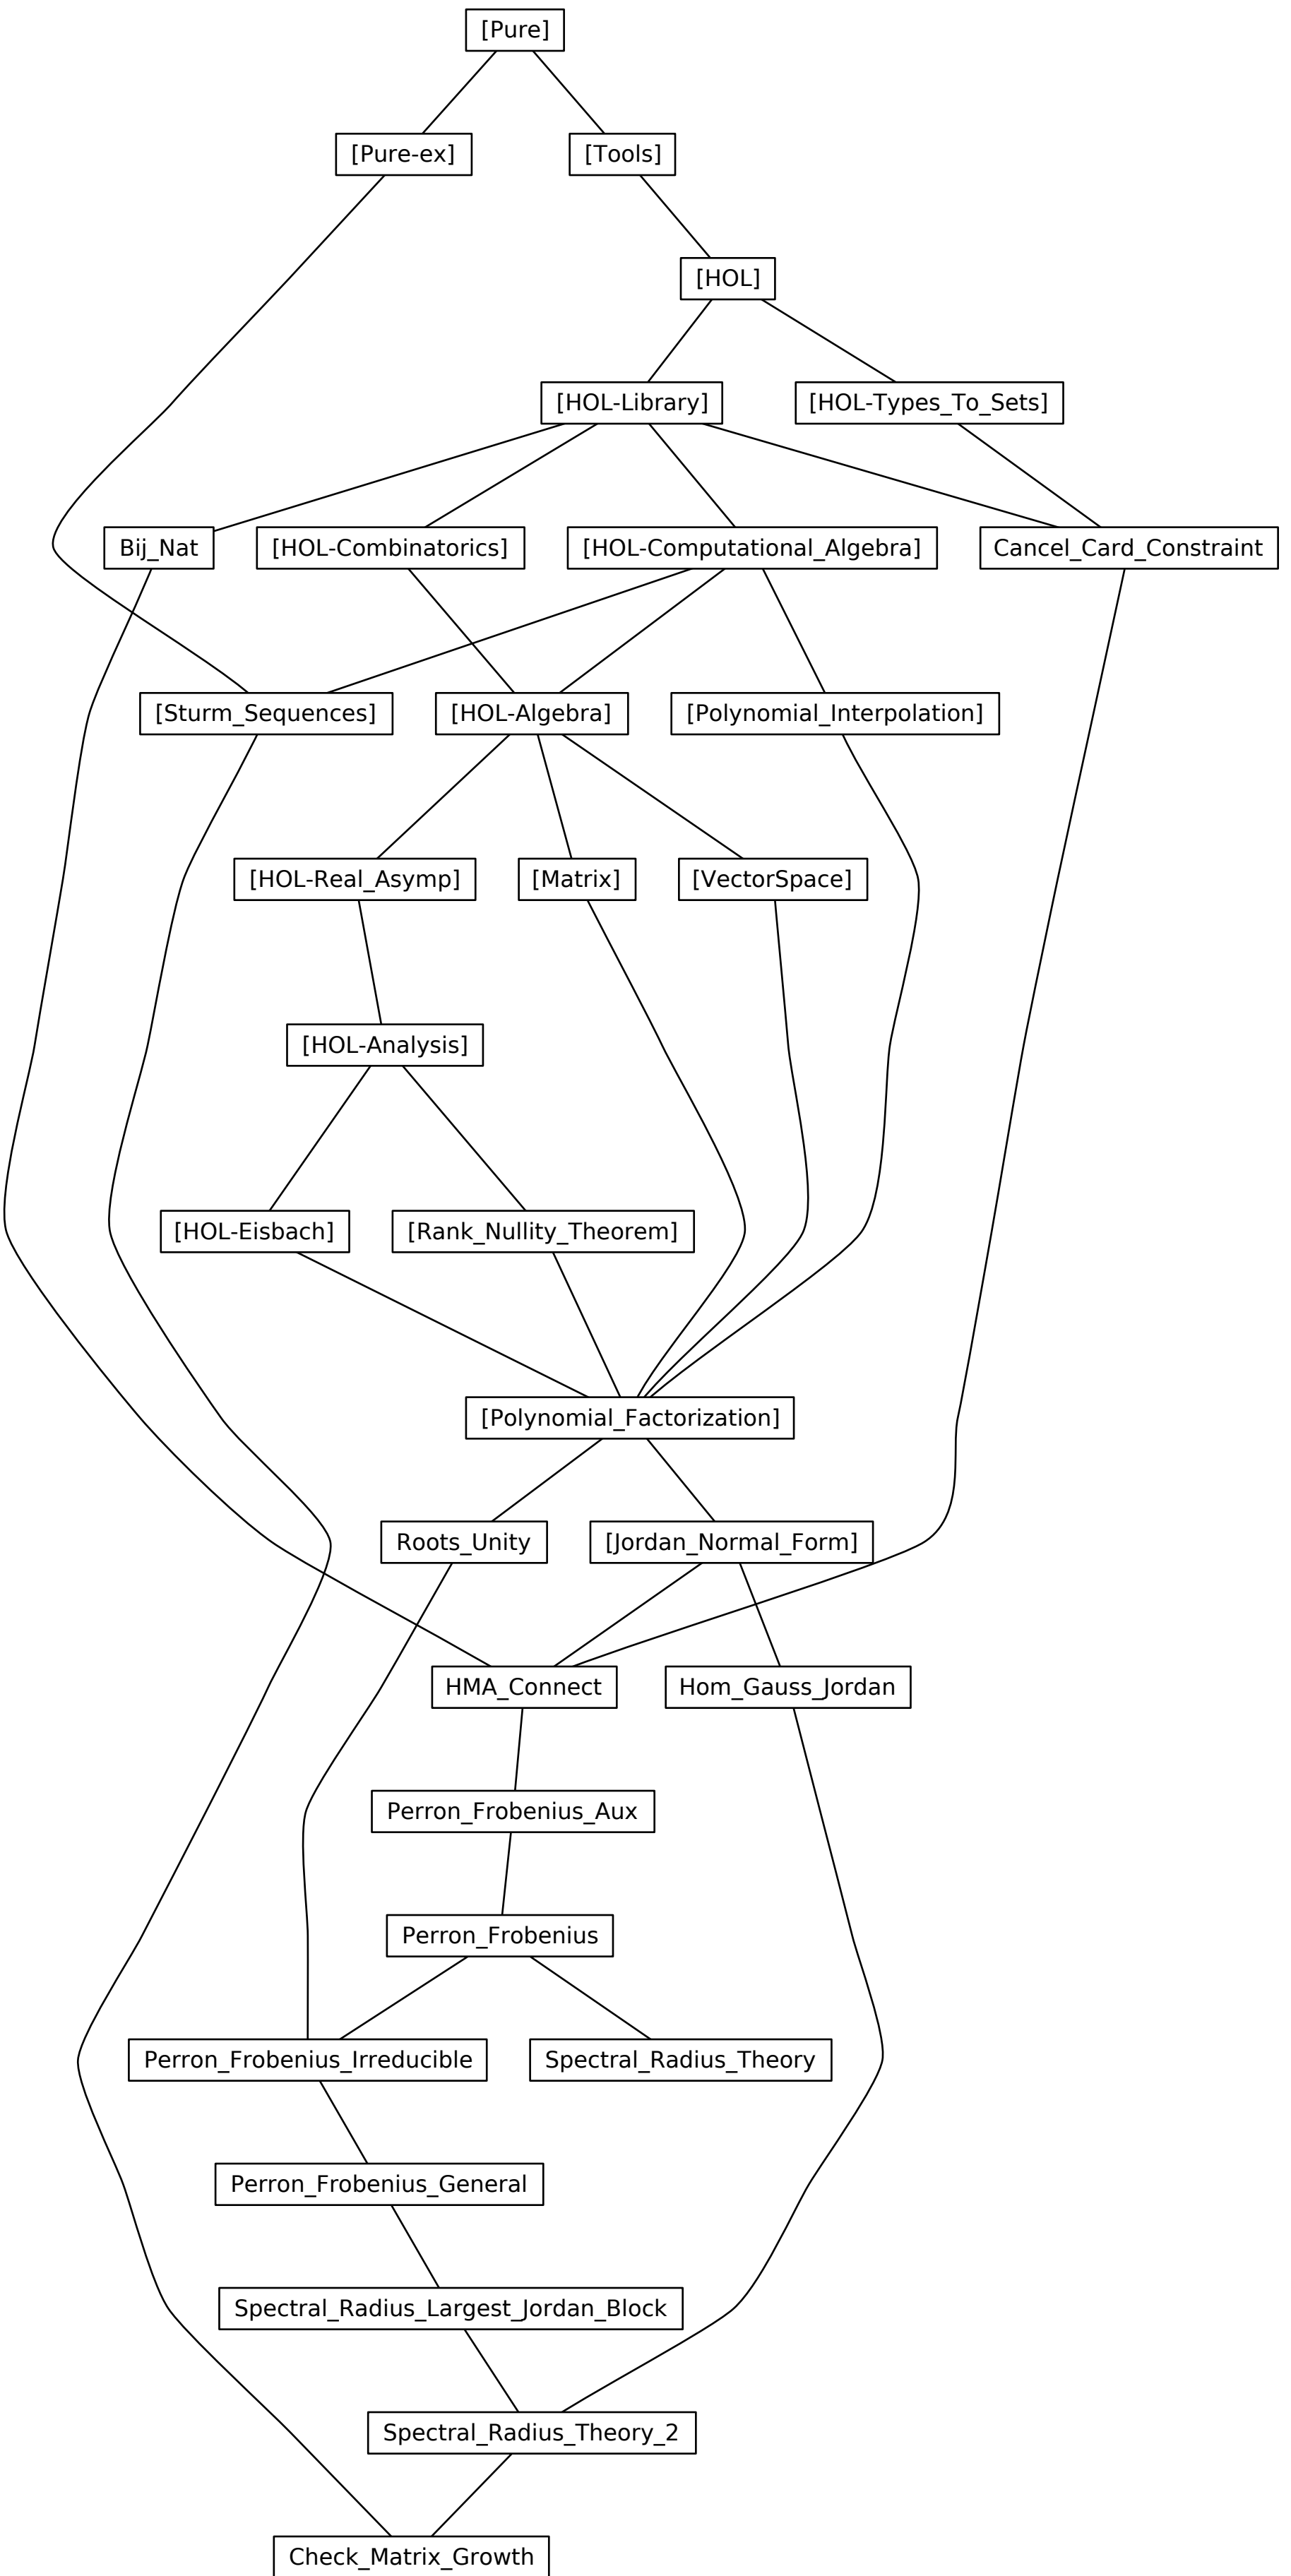 [Pure]
[Pure-ex]
[Tools]
[HOL]
[HOL-Library]
[HOL-Types_To_Sets]
Bij_Nat
[HOL-Combinatorics]
[HOL-Computational_Algebra]
Cancel_Card_Constraint
[Sturm_Sequences]
[HOL-Algebra]
[Polynomial_Interpolation]
[HOL-Real_Asymp]
[Matrix]
[VectorSpace]
[HOL-Analysis]
[HOL-Eisbach]
[Rank_Nullity_Theorem]
[Polynomial_Factorization]
Roots_Unity
[Jordan_Normal_Form]
HMA_Connect
Hom_Gauss_Jordan
Perron_Frobenius_Aux
Perron_Frobenius
Perron_Frobenius_Irreducible
Spectral_Radius_Theory
Perron_Frobenius_General
Spectral_Radius_Largest_Jordan_Block
Spectral_Radius_Theory_2
Check_Matrix_Growth